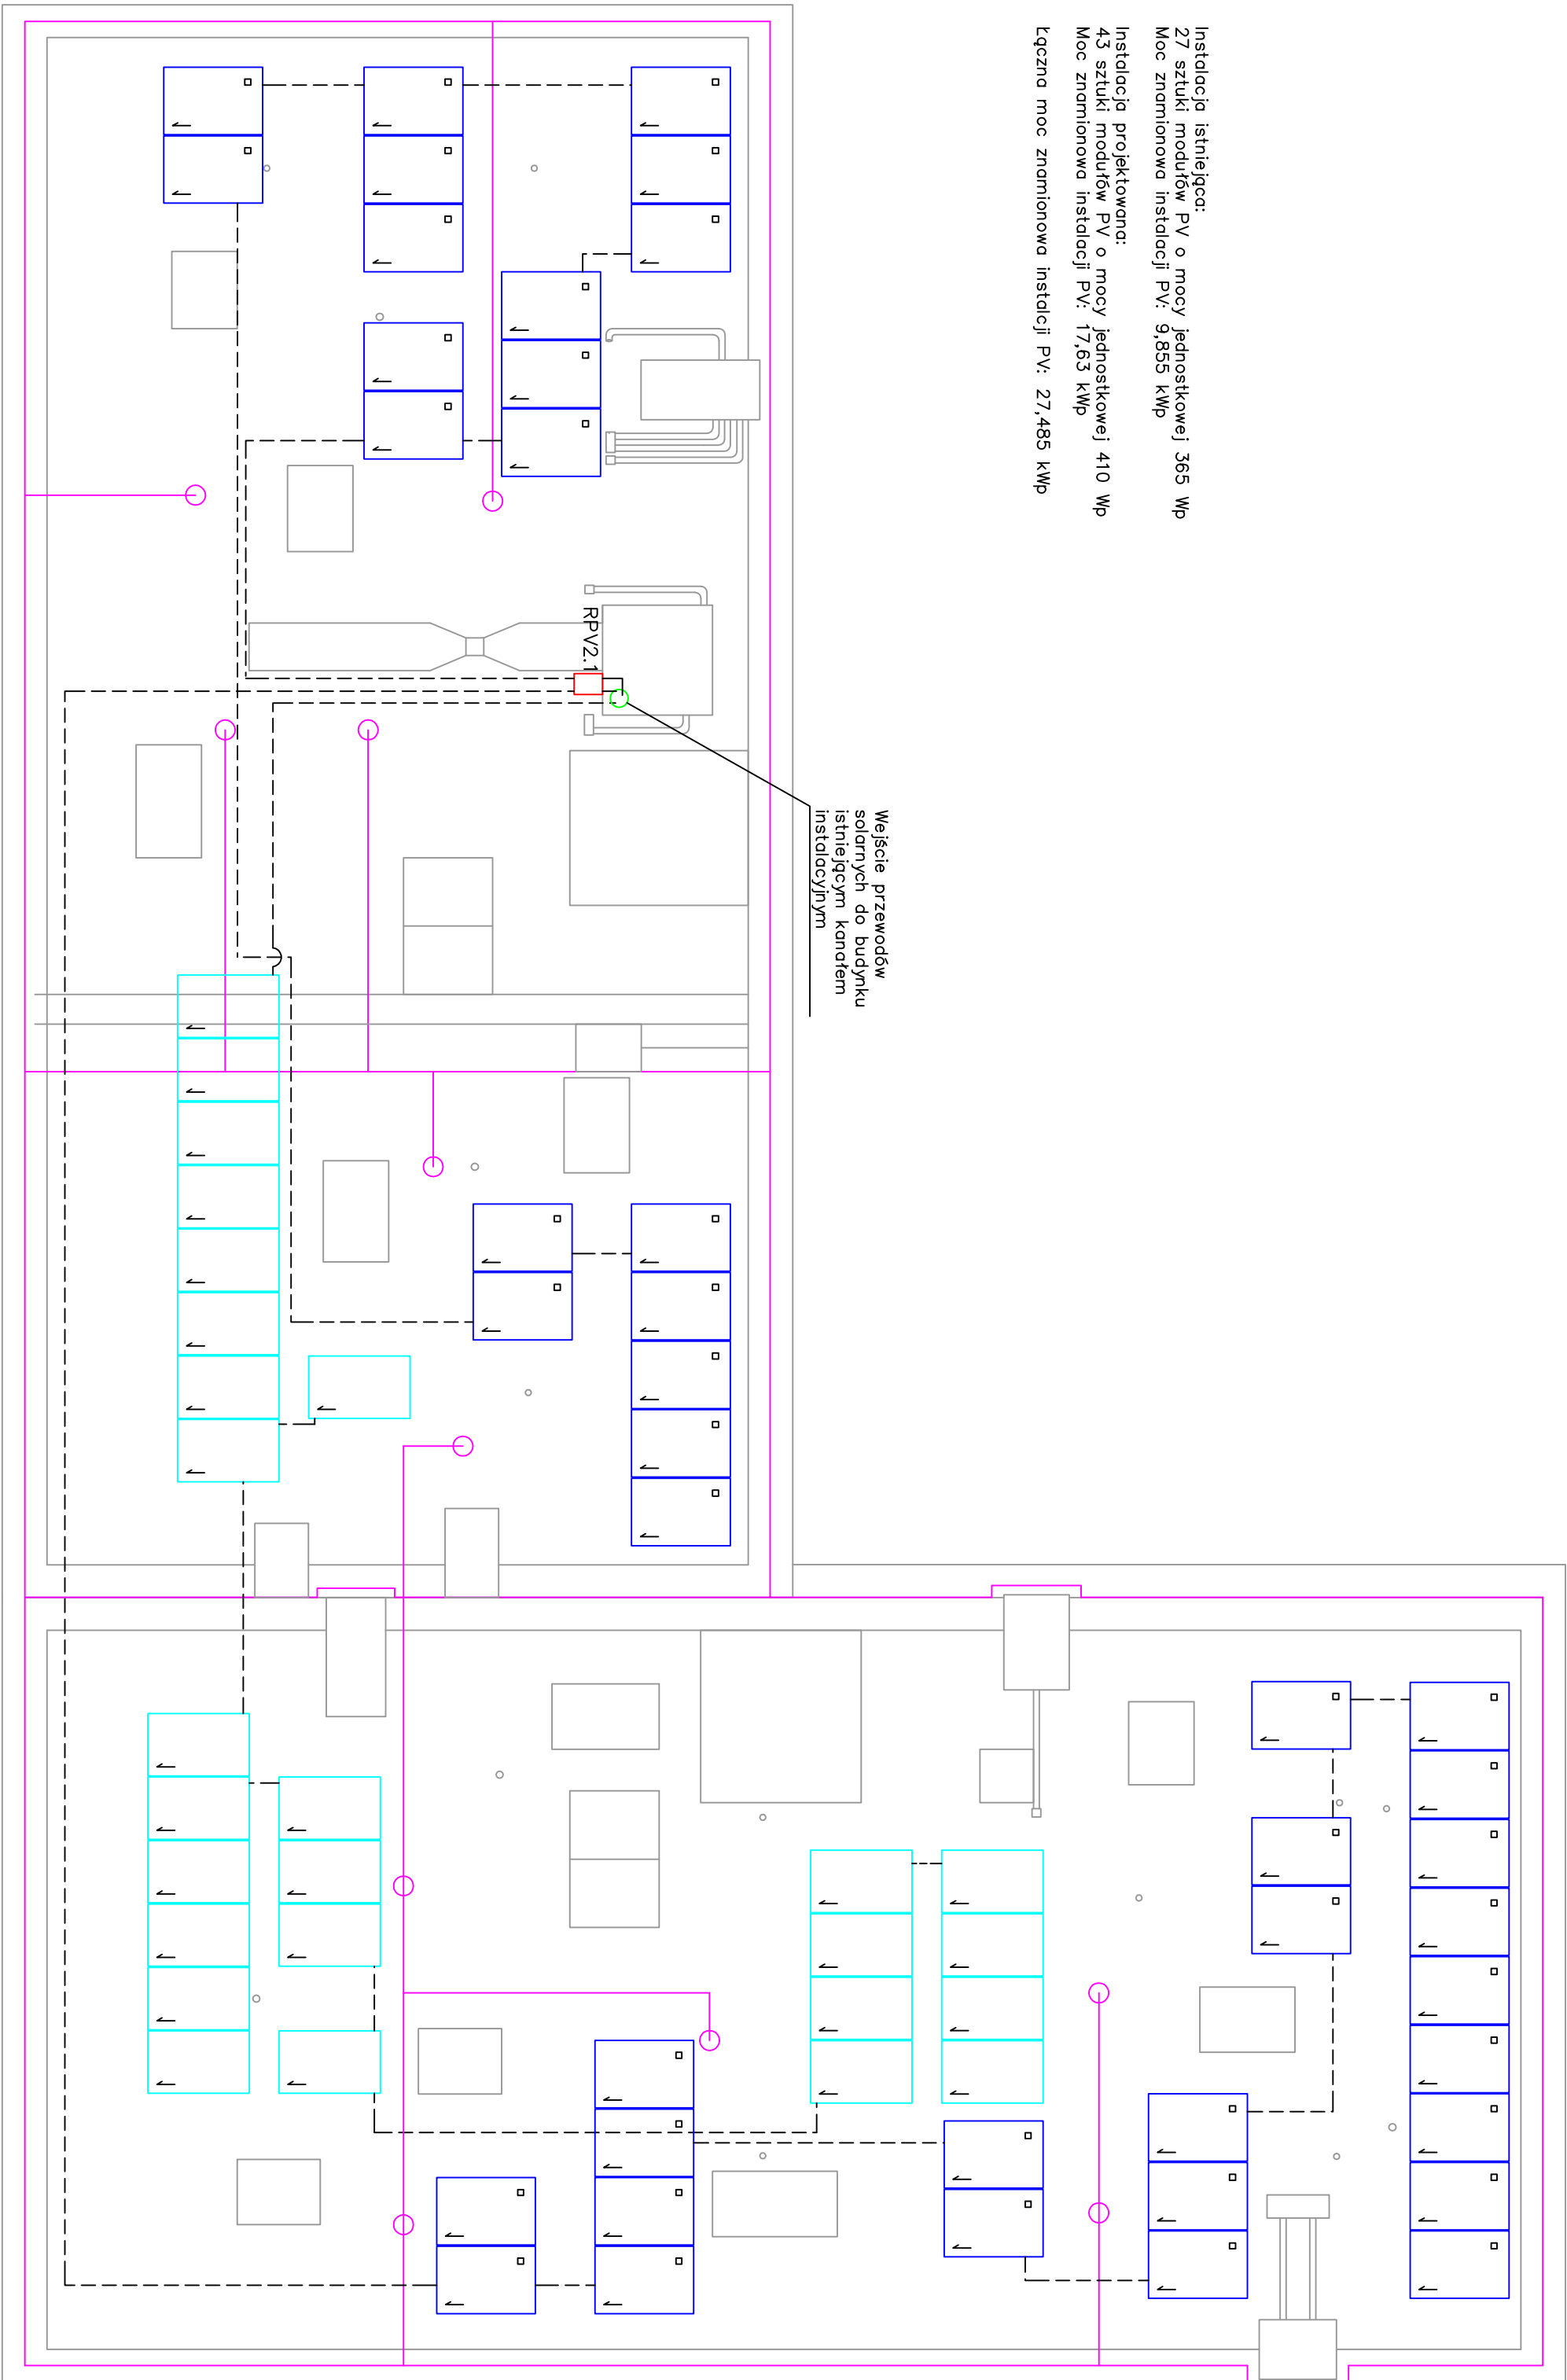 Instalacja istniejąca:
27 sztuki modułów PV o mocy jednostkowej 365 Wp
Moc znamionowa instalacji PV: 9,855 kWp
Instalacja projektowana:
43 sztuki modułów PV o mocy jednostkowej 410 Wp
Moc znamionowa instalacji PV: 17,63 kWp
Łączna moc znamionowa instalcji PV: 27,485 kWp
RPV2.1
Wejście przewodów
solarnych do budynku
istniejącym kanałem
instalacyjnym